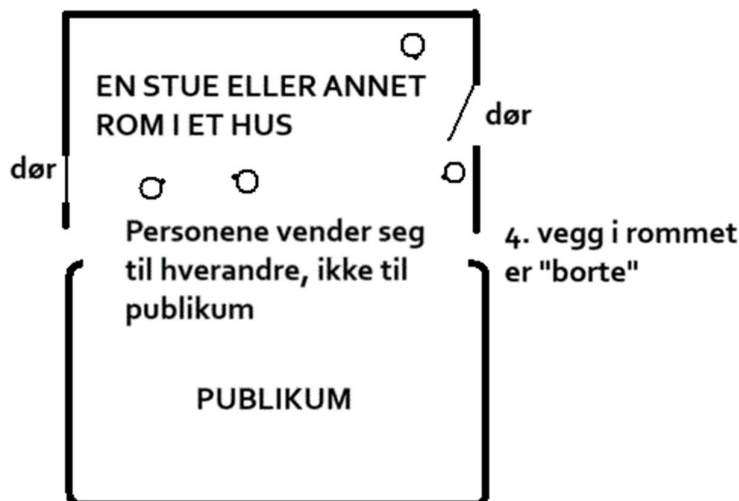 EN STUE ELLER ANNET
ROM I ET HUS
dør
dør
Personene vender seg
til hverandre, ikke til
publikum
4. vegg i rommet
er "borte"
PUBLIKUM